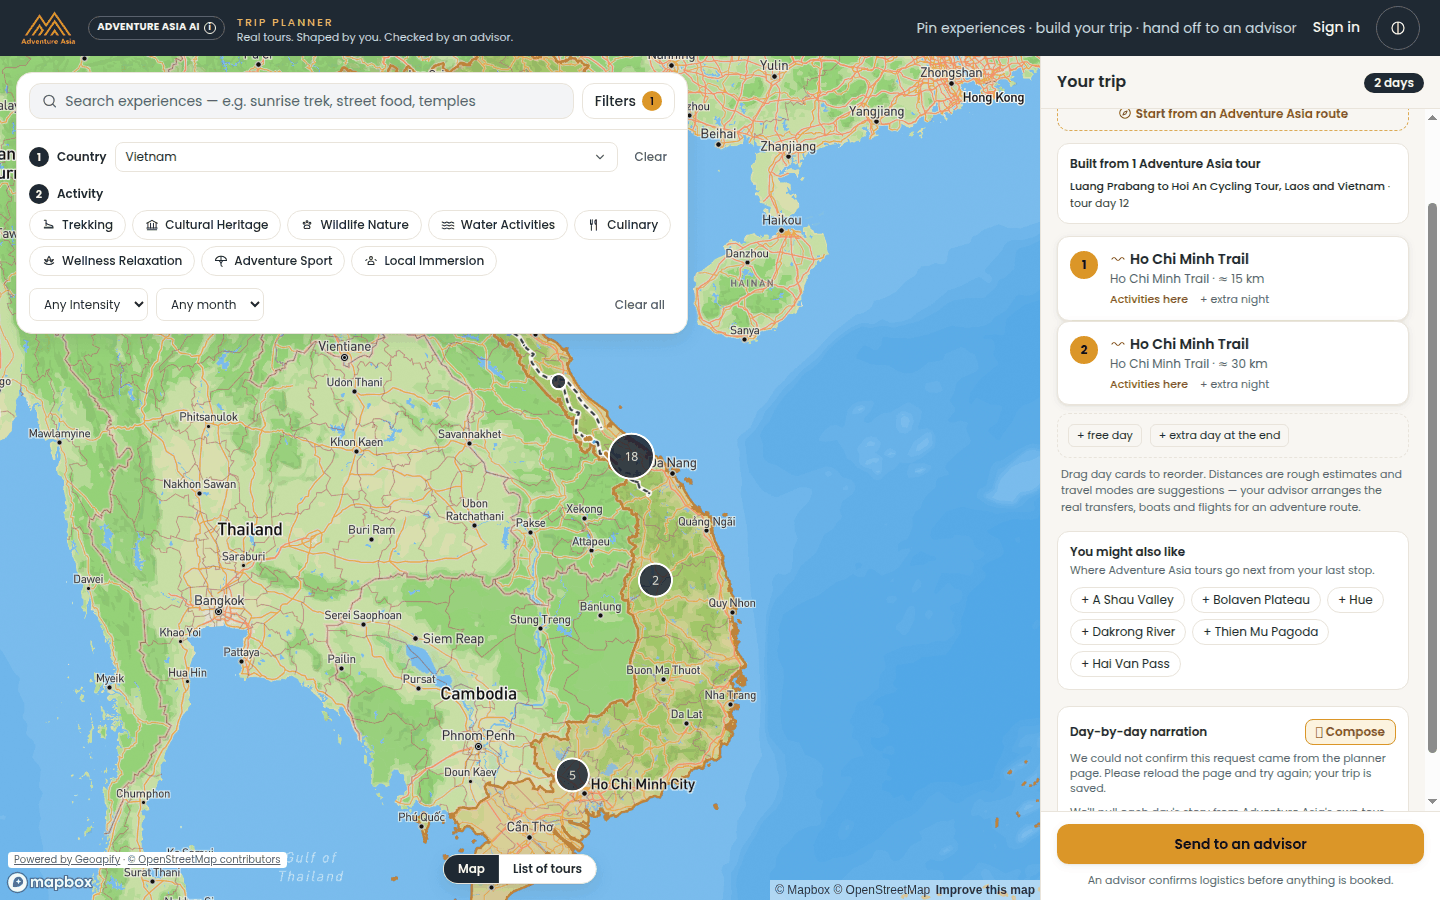 Adventure Asia
ADVENTURE ASIA AI
TRIP PLANNER
Real tours. Shaped by you. Checked by an advisor.
Pin experiences · build your trip · hand off to an advisor
Sign in
Search experiences — e.g. sunrise trek, street food, temples
Filters 1
1 Country
Vietnam
Clear
2 Activity
Trekking
Cultural Heritage
Wildlife Nature
Water Activities
Culinary
Wellness Relaxation
Adventure Sport
Local Immersion
Any Intensity
Any month
Clear all
Yulin
Zhongshan
Hong Kong
Yangjiang
Beihai
Zhanjiang
Haikou
Danzhou
HAINAN
Sanya
Vientiane
Udon Thani
Phitsanulok
Mawlamyine
Khon Kaen
Savannakhet
18
Da Nang
Nakhon Sawan
Ubon
Ratchathani
Xekong
Pakse
Quảng Ngãi
Thailand
Buri Ram
Attapeu
Saraburi
Dawei
2
Bangkok
Serei Saophoan
Banlung
Quy Nhon
Stung Treng
Khao Yoi
Siem Reap
Pattaya
Pailin
Hua Hin
Myeik
Pursat
Buon Ma Thuot
Cambodia
Nha Trang
Da Lat
Phnom Penh
Doun Kaev
5
Ho Chi Minh City
Chumphon
Phú Quốc
Cần Thơ
Gulf of
Thailand
Surat Thani
Powered by Geoapify · © OpenStreetMap contributors
mapbox
Map
List of tours
© Mapbox © OpenStreetMap Improve this map
Your trip
2 days
Start from an Adventure Asia route
Built from 1 Adventure Asia tour
Luang Prabang to Hoi An Cycling Tour, Laos and Vietnam ·
tour day 12
1
Ho Chi Minh Trail
Ho Chi Minh Trail · ≈ 15 km
Activities here + extra night
2
Ho Chi Minh Trail
Ho Chi Minh Trail · ≈ 30 km
Activities here + extra night
+ free day
+ extra day at the end
Drag day cards to reorder. Distances are rough estimates and
travel modes are suggestions — your advisor arranges the
real transfers, boats and flights for an adventure route.
You might also like
Where Adventure Asia tours go next from your last stop.
+ A Shau Valley
+ Bolaven Plateau
+ Hue
+ Dakrong River
+ Thien Mu Pagoda
+ Hai Van Pass
Day-by-day narration
Compose
We could not confirm this request came from the planner
page. Please reload the page and try again; your trip is
saved.
Send to an advisor
An advisor confirms logistics before anything is booked.